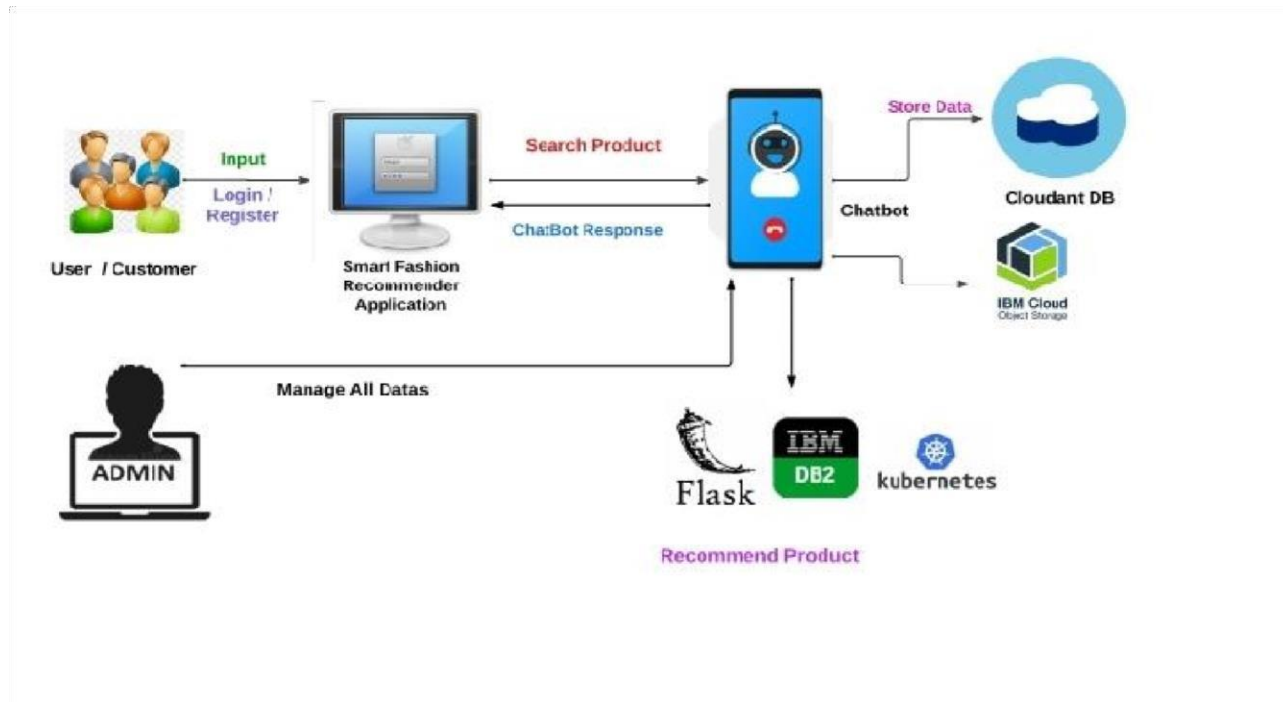 Input
Login /
Register
User / Customer
Smart Fashion
Recommender
Application
Search Product
ChatBot Response
Chatbot
Store Data
Cloudant DB
IBM Cloud
Object Storage
Manage All Datas
ADMIN
Flask
IBM
DB2
kubernetes
Recommend Product